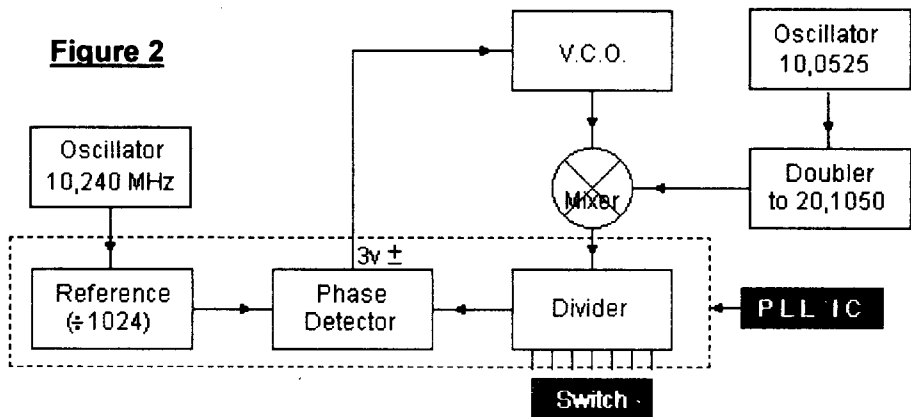 Figure 2
V.C.O.
Oscillator
10,0525
Oscillator
10,240 MHz
Mixer
Doubler
to 20,1050
3v ±
Reference
(÷1024)
Phase
Detector
Divider
PLL IC
Switch